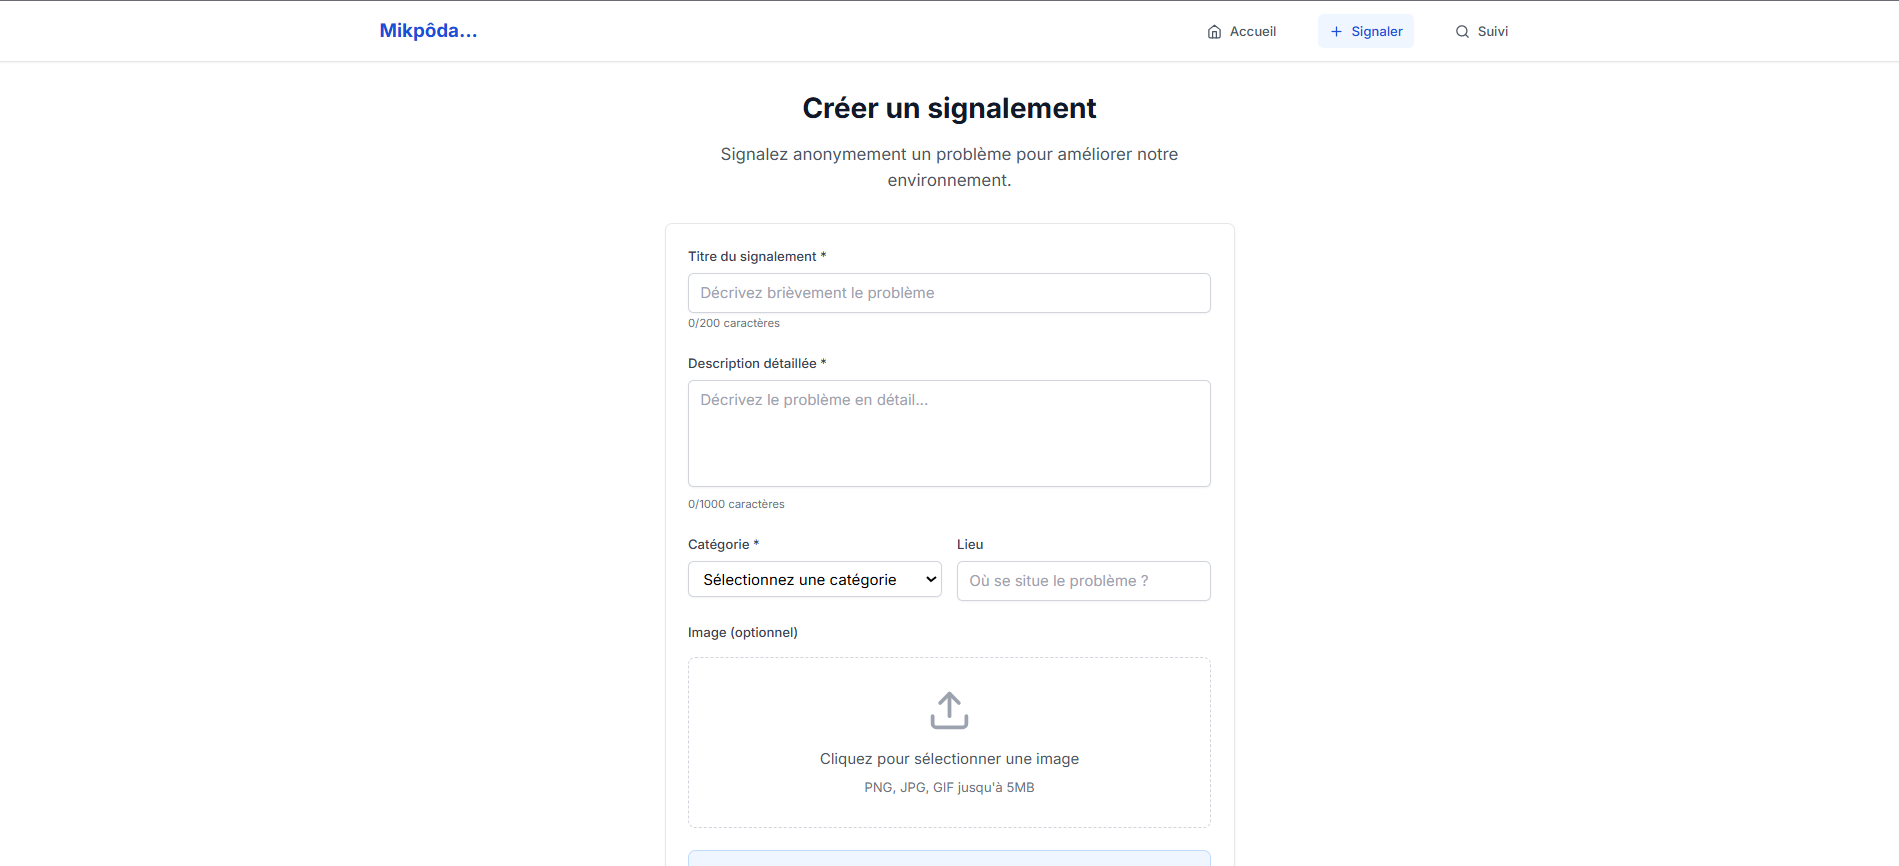 Mikpôda...
Accueil
Signaler
Suivi
Créer un signalement
Signalez anonymement un problème pour améliorer notre
environnement.
Titre du signalement *
Décrivez brièvement le problème
0/200 caractères
Description détaillée *
Décrivez le problème en détail...
0/1000 caractères
Catégorie *
Lieu
Sélectionnez une catégorie
Où se situe le problème ?
Image (optionnel)
Cliquez pour sélectionner une image
PNG, JPG, GIF jusqu'à 5MB